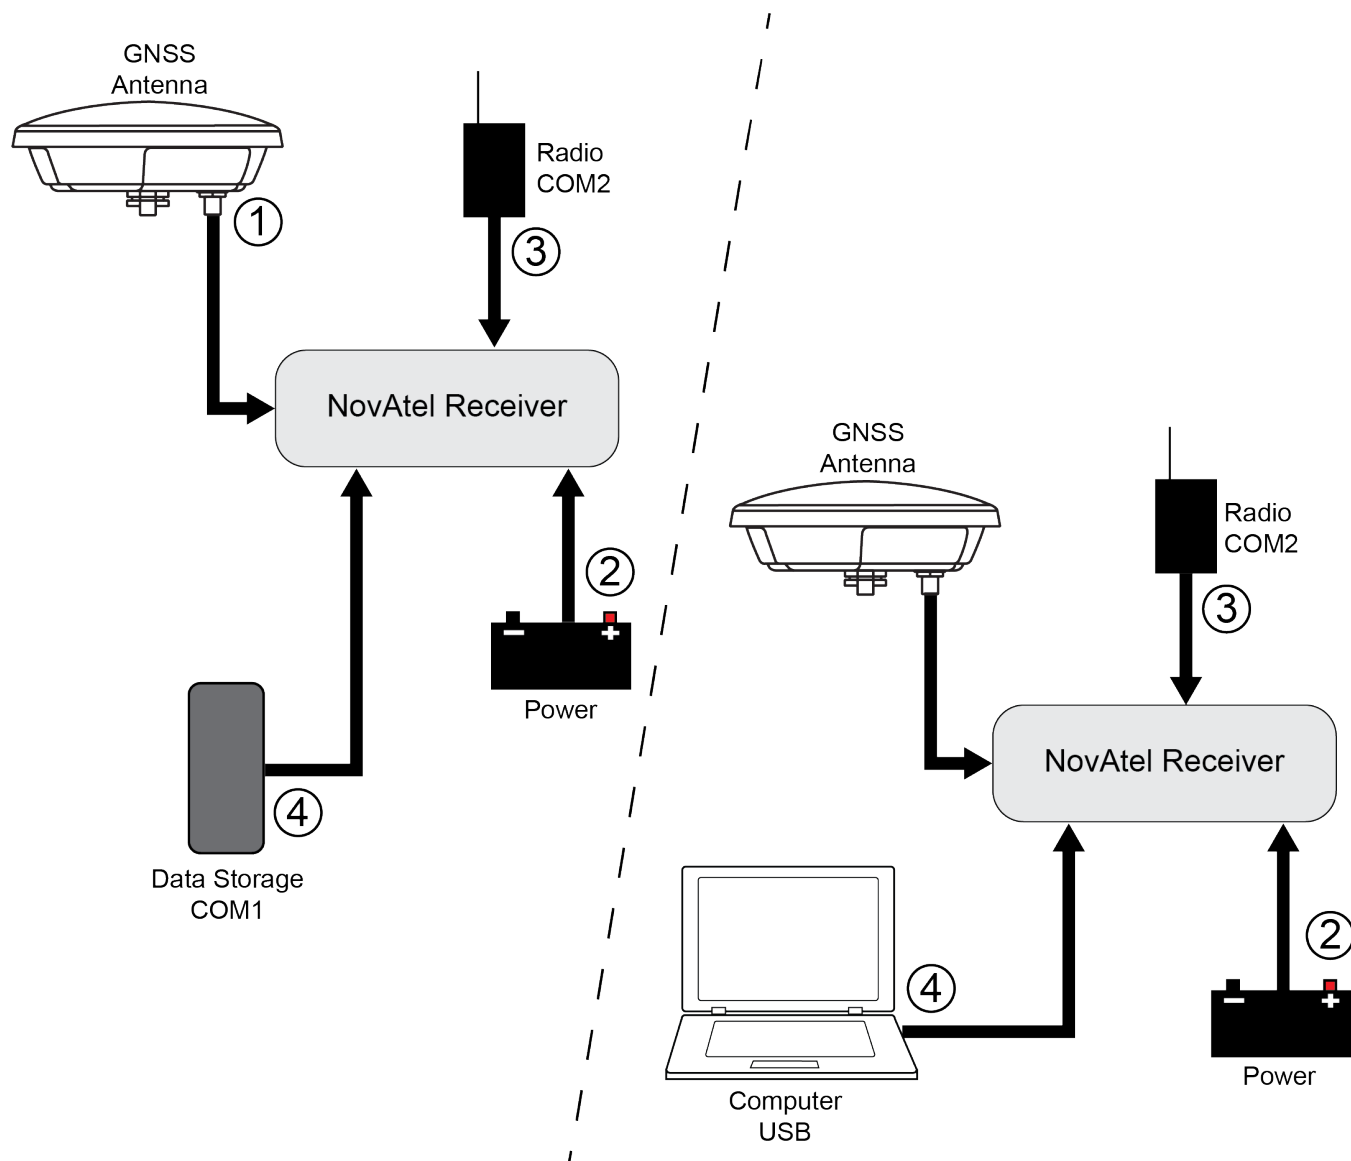 GNSS
Antenna
Radio
COM2
1
3
NovAtel Receiver
2
Power
4
Data Storage
COM1
GNSS
Antenna
Radio
COM2
3
NovAtel Receiver
2
4
Power
Computer
USB